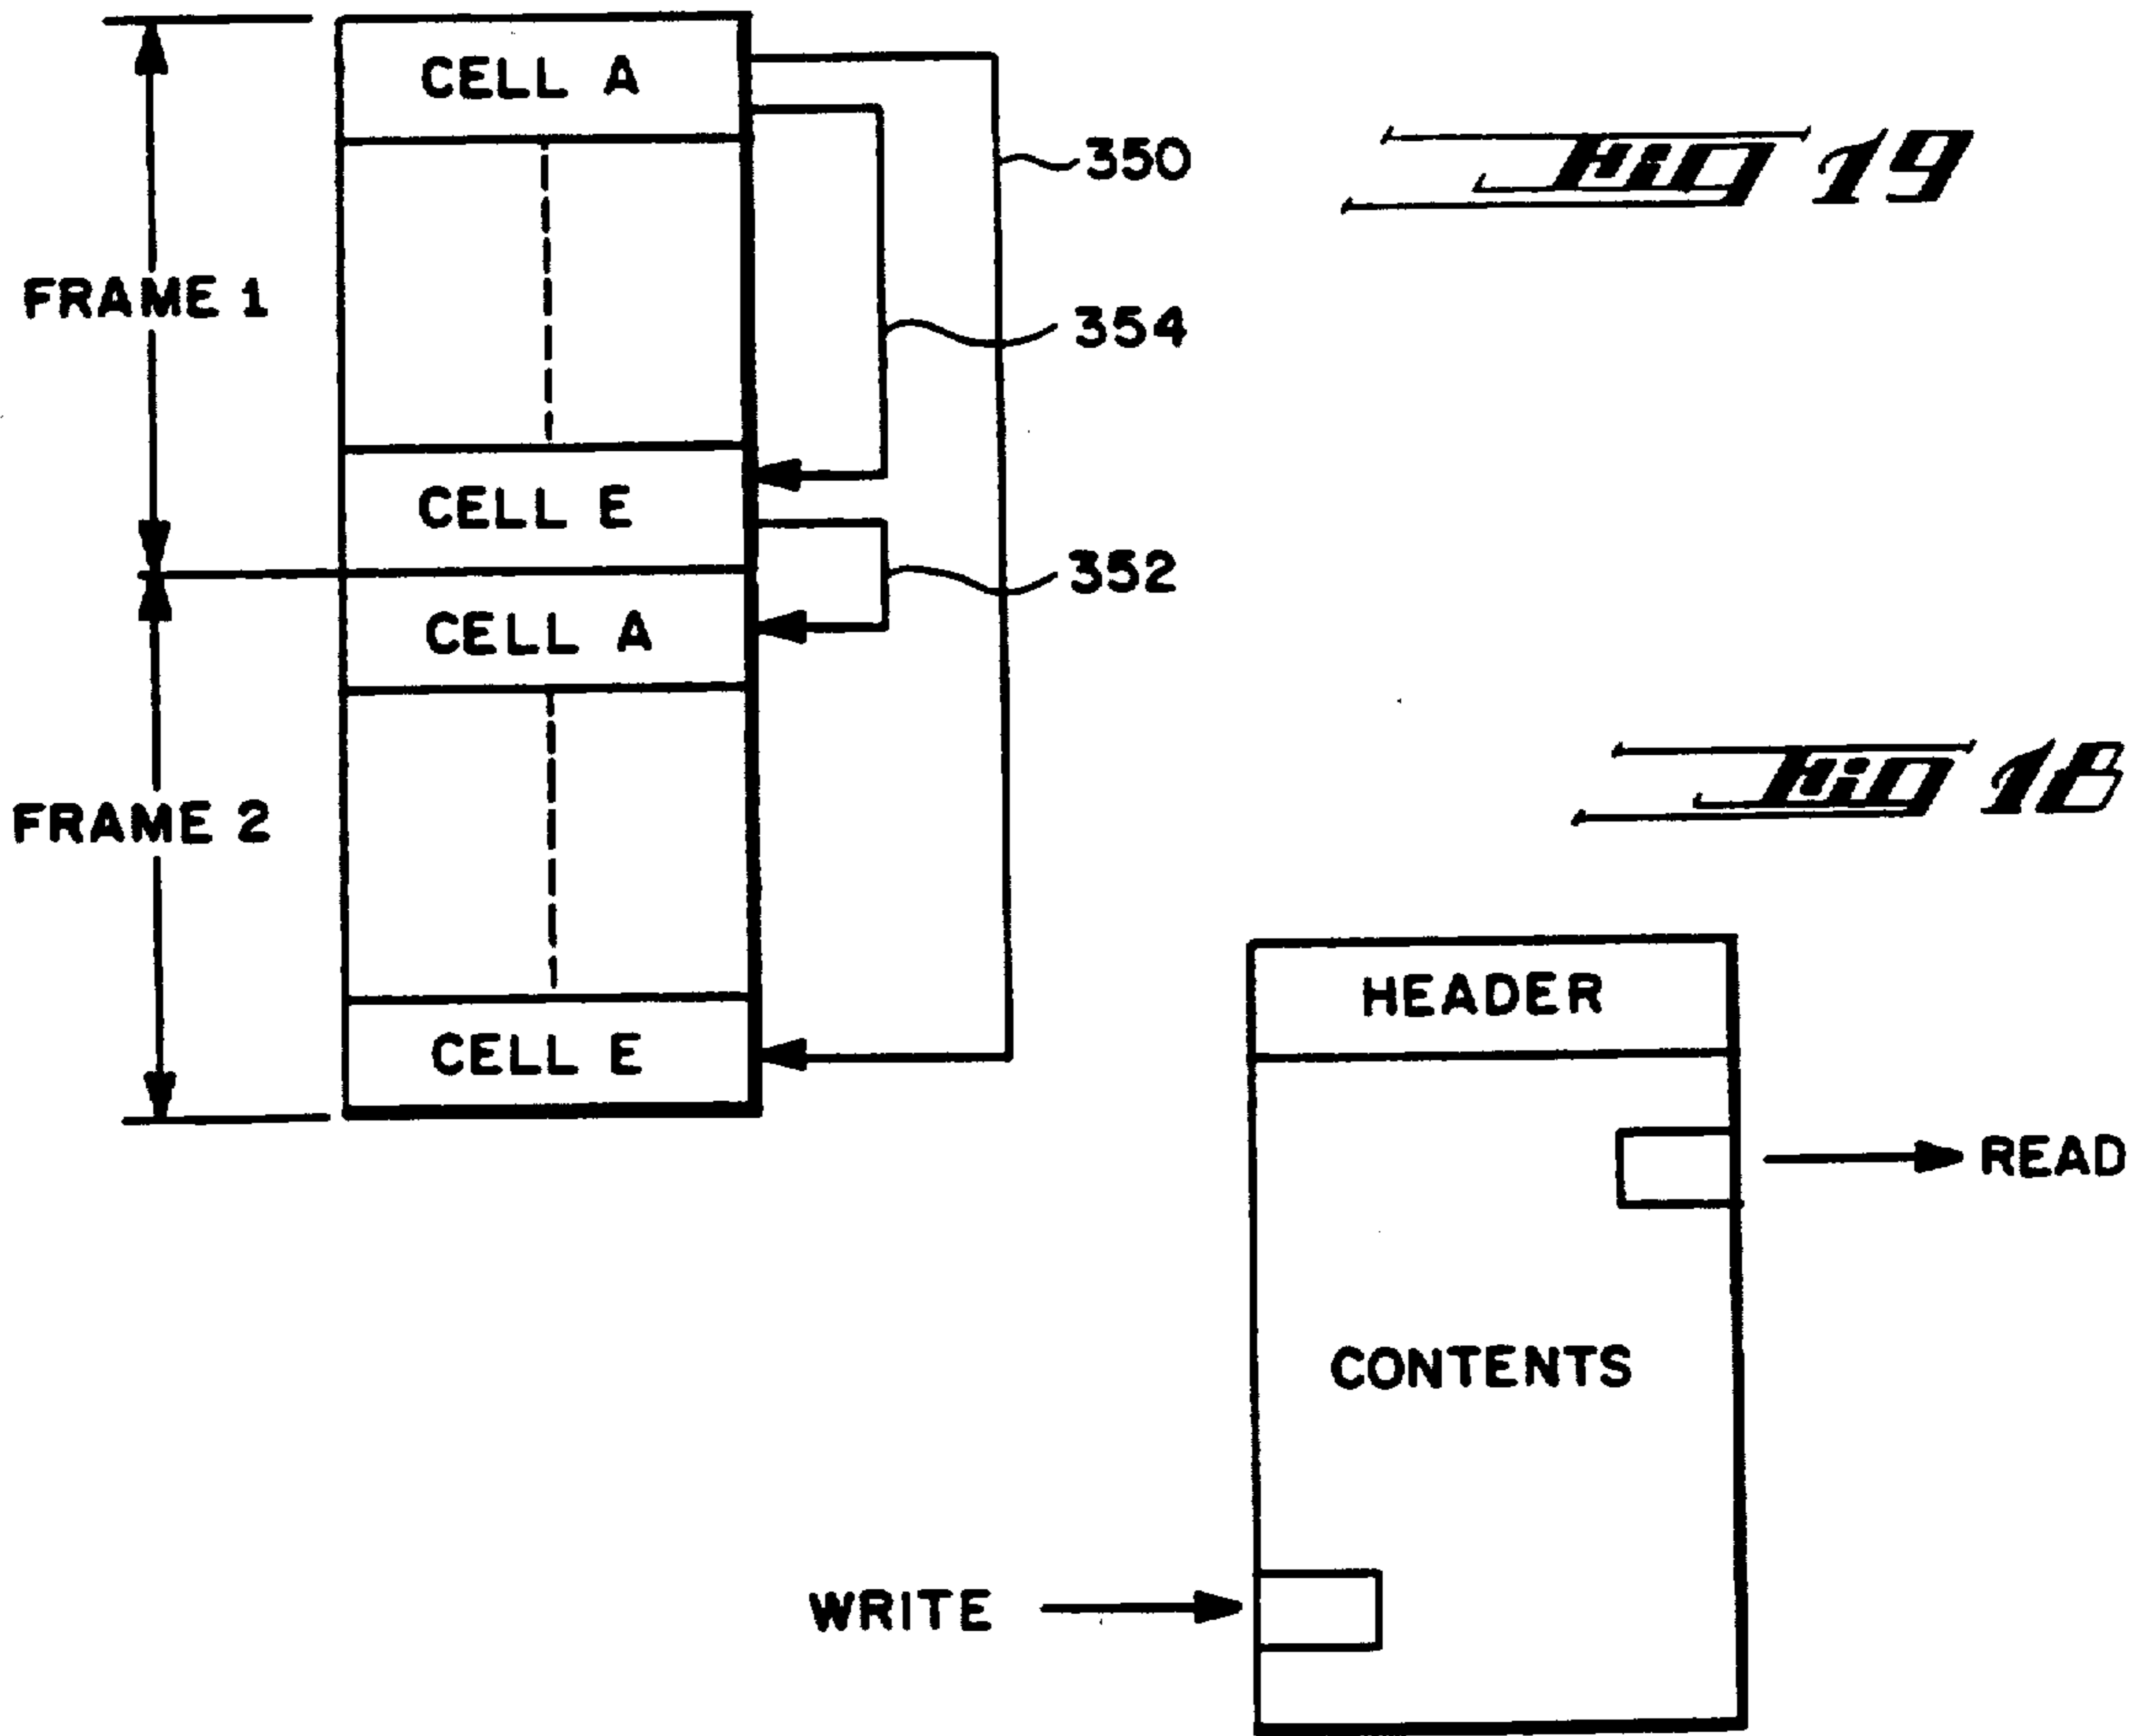 CELL A
350
Fig 19
FRAME 1
354
CELL E
352
CELL A
Fig 18
FRAME 2
CELL E
HEADER
READ
CONTENTS
WRITE